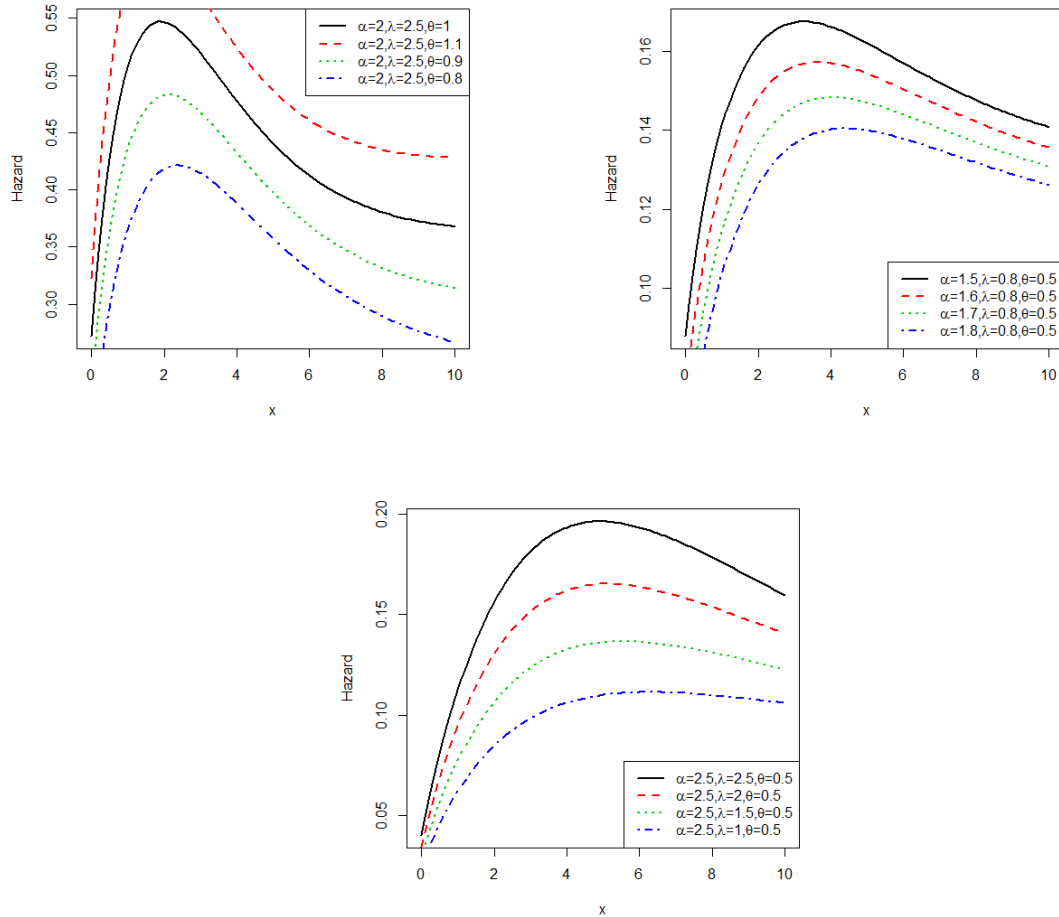 α=2,λ=2.5,θ=1
α=2,λ=2.5,θ=1.1
α=2,λ=2.5,θ=0.9
α=2,λ=2.5,θ=0.8
0.55
0.50
0.45
0.40
0.35
0.30
Hazard
0 2 4 6 8 10
x
0.16
0.14
0.12
0.10
Hazard
α=1.5,λ=0.8,θ=0.5
α=1.6,λ=0.8,θ=0.5
α=1.7,λ=0.8,θ=0.5
α=1.8,λ=0.8,θ=0.5
0 2 4 6 8 10
x
0.20
0.15
0.10
0.05
Hazard
α=2.5,λ=2.5,θ=0.5
α=2.5,λ=2,θ=0.5
α=2.5,λ=1.5,θ=0.5
α=2.5,λ=1,θ=0.5
0 2 4 6 8 10
x